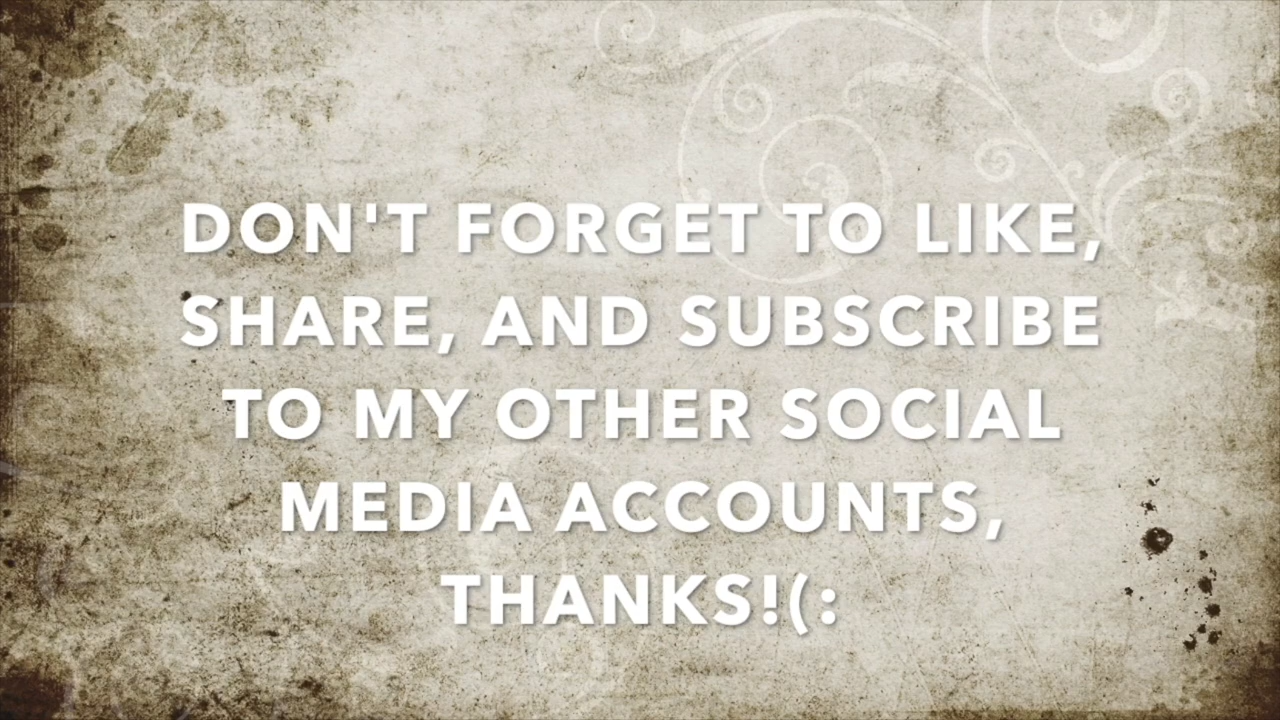 DON'T FORGET TO LIKE,
SHARE, AND SUBSCRIBE
TO MY OTHER SOCIAL
MEDIA ACCOUNTS,
THANKS!(: